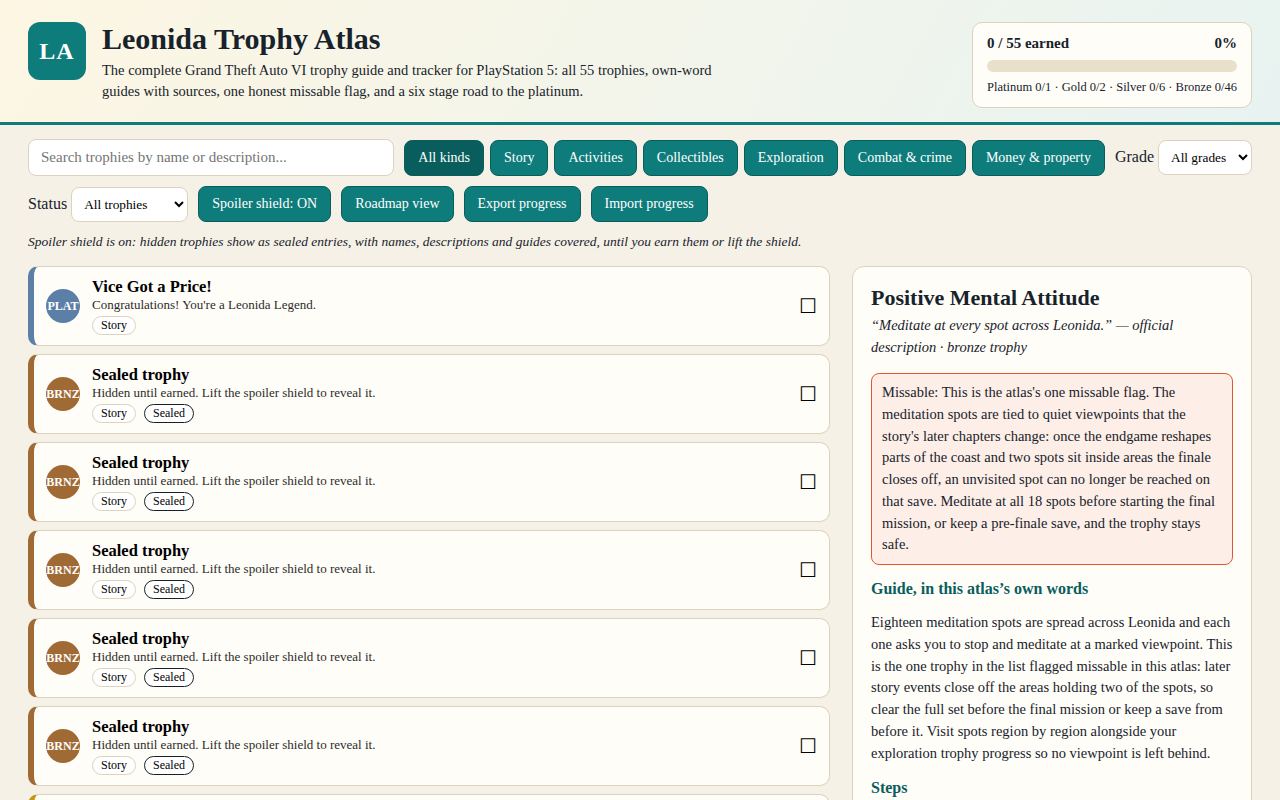 LA
Leonida Trophy Atlas
The complete Grand Theft Auto VI trophy guide and tracker for PlayStation 5: all 55 trophies, own-word
guides with sources, one honest missable flag, and a six stage road to the platinum.
0 / 55 earned 0%
Platinum 0/1 · Gold 0/2 · Silver 0/6 · Bronze 0/46
Search trophies by name or description... All kinds Story Activities Collectibles Exploration Combat & crime Money & property Grade All grades
Status All trophies Spoiler shield: ON Roadmap view Export progress Import progress
Spoiler shield is on: hidden trophies show as sealed entries, with names, descriptions and guides covered, until you earn them or lift the shield.
PLAT
Vice Got a Price!
Congratulations! You're a Leonida Legend.
Story
BRNZ
Sealed trophy
Hidden until earned. Lift the spoiler shield to reveal it.
Story Sealed
BRNZ
Sealed trophy
Hidden until earned. Lift the spoiler shield to reveal it.
Story Sealed
BRNZ
Sealed trophy
Hidden until earned. Lift the spoiler shield to reveal it.
Story Sealed
BRNZ
Sealed trophy
Hidden until earned. Lift the spoiler shield to reveal it.
Story Sealed
BRNZ
Sealed trophy
Hidden until earned. Lift the spoiler shield to reveal it.
Story Sealed
Positive Mental Attitude
“Meditate at every spot across Leonida.” — official
description · bronze trophy
Missable: This is the atlas's one missable flag. The
meditation spots are tied to quiet viewpoints that the
story's later chapters change: once the endgame reshapes
parts of the coast and two spots sit inside areas the finale
closes off, an unvisited spot can no longer be reached on
that save. Meditate at all 18 spots before starting the final
mission, or keep a pre-finale save, and the trophy stays
safe.
Guide, in this atlas’s own words
Eighteen meditation spots are spread across Leonida and each
one asks you to stop and meditate at a marked viewpoint. This
is the one trophy in the list flagged missable in this atlas: later
story events close off the areas holding two of the spots, so
clear the full set before the final mission or keep a save from
before it. Visit spots region by region alongside your
exploration trophy progress so no viewpoint is left behind.
Steps